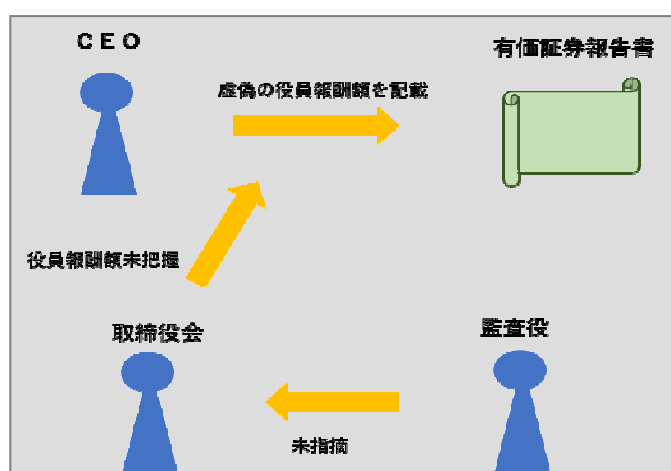 CEO
有価証券報告書
虚偽の役員報酬額を記載
役員報酬額未把握
取締役会
監査役
未指摘